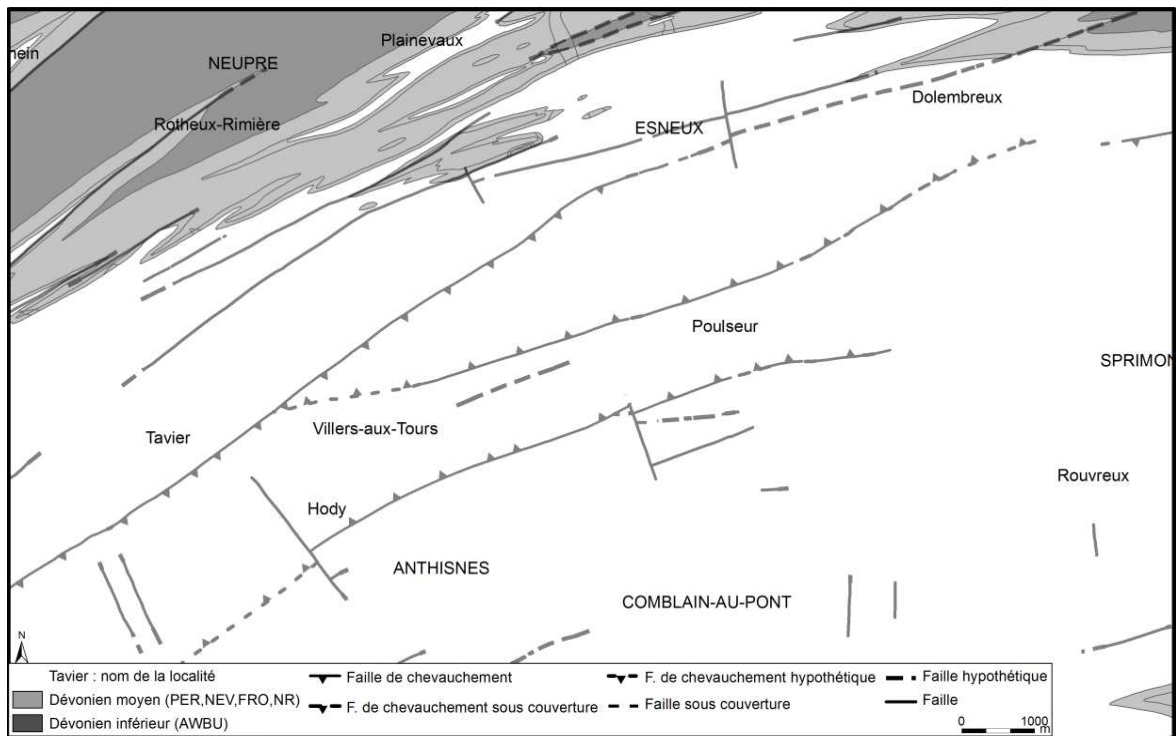 Plainevaux
nein
NEUPRE
Dolembreux
Rotheux-Rimière
ESNEUX
Poulseur
SPRIMON
Tavier
Villers-aux-Tours
Rouvreux
Hody
ANTHISNES
COMBLAIN-AU-PONT
N
Tavier : nom de la localité
Faille de chevauchement
F. de chevauchement hypothétique
Faille hypothétique
Dévonien moyen (PER,NEV,FRO,NR)
F. de chevauchement sous couverture
Faille sous couverture
Faille
Dévonien inférieur (AWBU)
0 1000
m